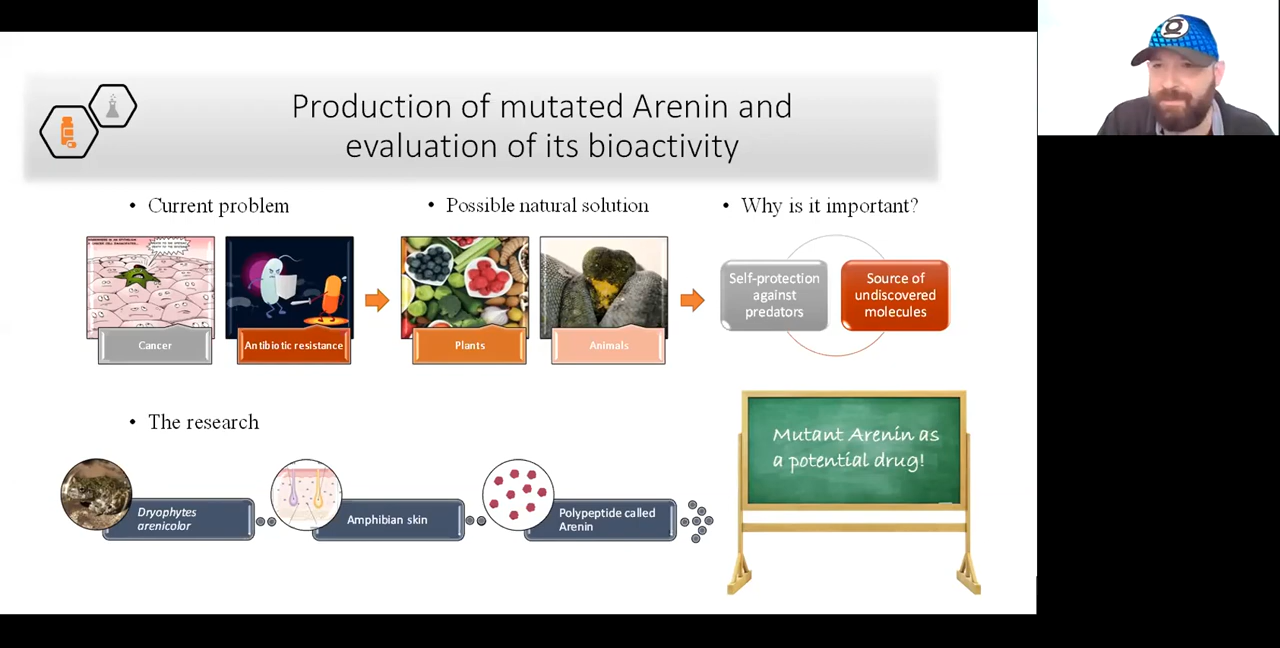 Production of mutated Arenin and
evaluation of its bioactivity
• Current problem
• Possible natural solution
• Why is it important?
Cancer
Antibiotic resistance
Plants
Animals
Self-protection
against
predators
Source of
undiscovered
molecules
• The research
Dryophytes
arenicolor
Amphibian skin
Polypeptide called
Arenin
Mutant Arenin as
a potential drug!